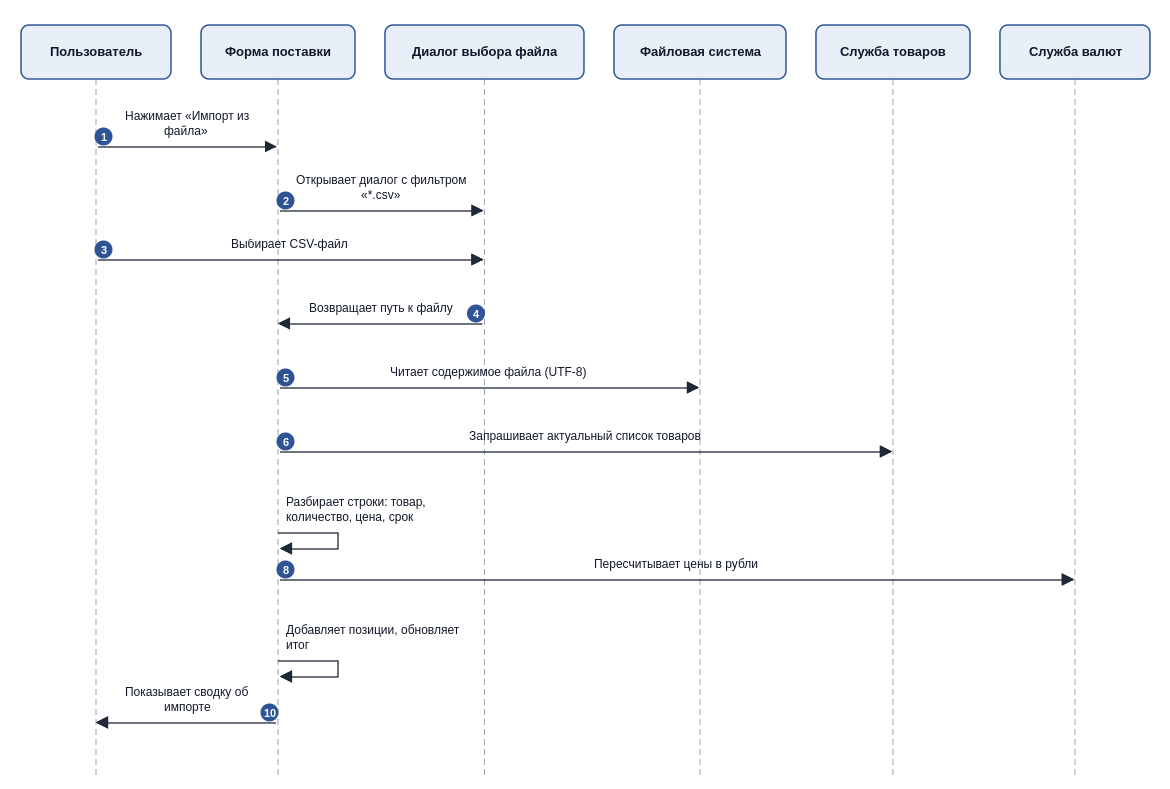 Пользователь
Форма поставки
Диалог выбора файла
Файловая система
Служба товаров
Служба валют
Нажимает «Импорт из
файла»
1
Открывает диалог с фильтром
«*.csv»
2
Выбирает CSV-файл
3
Возвращает путь к файлу
4
Читает содержимое файла (UTF-8)
5
Запрашивает актуальный список товаров
6
Разбирает строки: товар,
количество, цена, срок
Пересчитывает цены в рубли
8
Добавляет позиции, обновляет
итог
Показывает сводку об
импорте
10